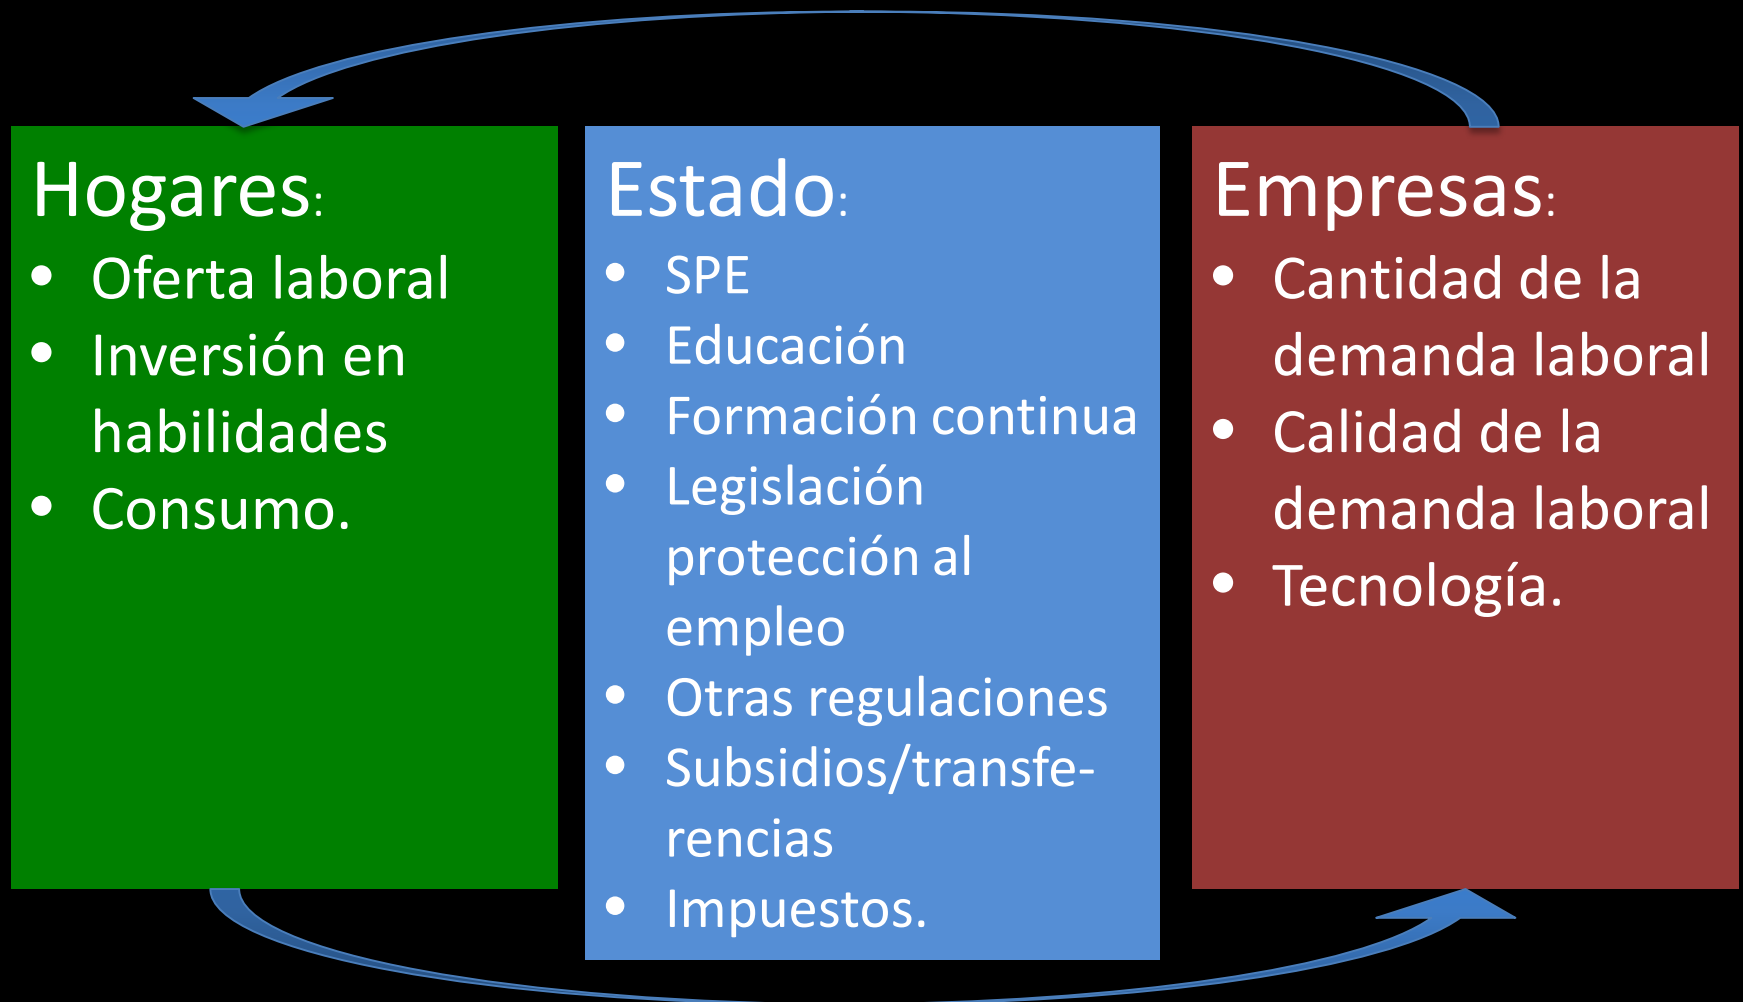 Hogares:
• Oferta laboral
• Inversión en
habilidades
• Consumo.
Estado:
• SPE
• Educación
• Formación continua
• Legislación
protección al
empleo
• Otras regulaciones
• Subsidios/transfe-
rencias
• Impuestos.
Empresas:
• Cantidad de la
demanda laboral
• Calidad de la
demanda laboral
• Tecnología.